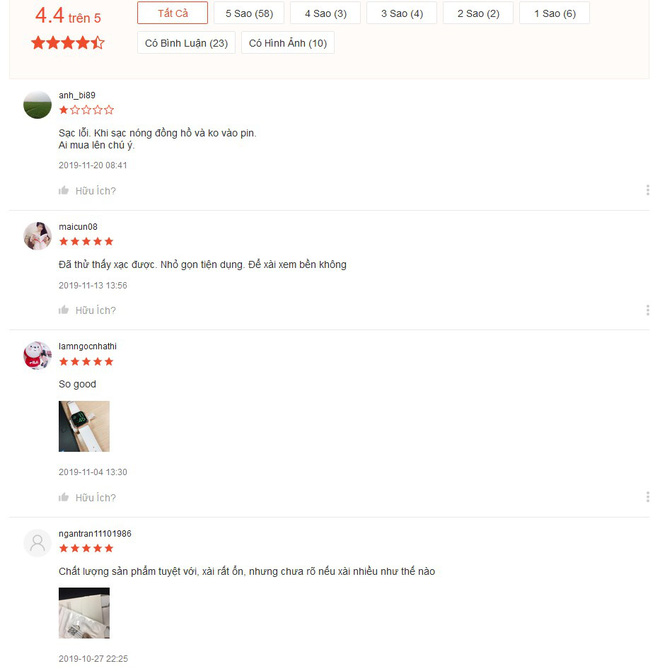 4.4 trên 5
Tất Cả
5 Sao (58)
4 Sao (3)
3 Sao (4)
2 Sao (2)
1 Sao (6)
Có Bình Luận (23)
Có Hình Ảnh (10)
anh_bi89
Sạc lỗi. Khi sạc nóng đồng hồ và ko vào pin.
Ai mua lên chú ý.
2019-11-20 08:41
Hữu Ích?
maicun08
Đã thử thấy xạc được. Nhỏ gọn tiện dụng. Để xài xem bền không
2019-11-13 13:56
Hữu Ích?
lamngocnhathi
So good
2019-11-04 13:30
Hữu Ích?
ngantran11101986
Chất lượng sản phẩm tuyệt vời, xài rất ổn, nhưng chưa rõ nếu xài nhiều như thế nào
2019-10-27 22:25